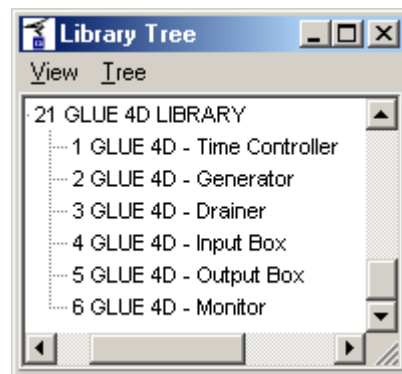 Library Tree
View Tree
21 GLUE 4D LIBRARY
1 GLUE 4D - Time Controller
2 GLUE 4D - Generator
3 GLUE 4D - Drainer
4 GLUE 4D - Input Box
5 GLUE 4D - Output Box
6 GLUE 4D - Monitor